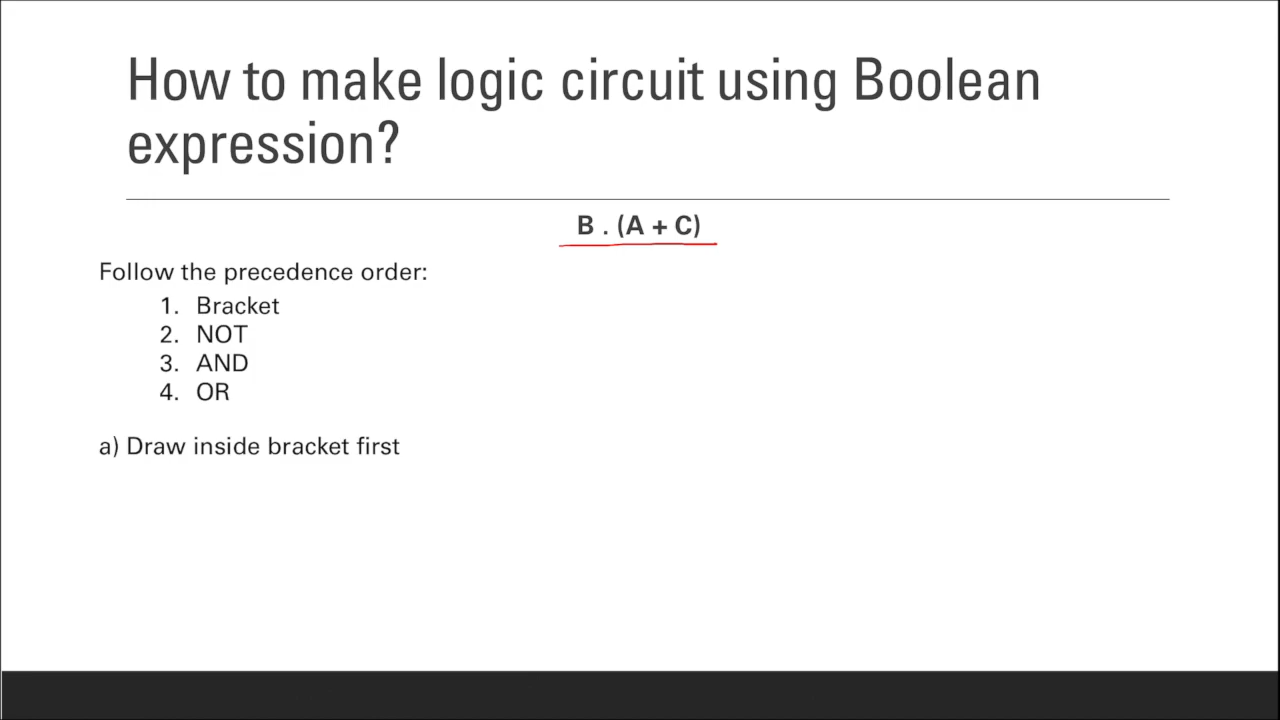 How to make logic circuit using Boolean
expression?
B . (A + C)
Follow the precedence order:
1. Bracket
2. NOT
3. AND
4. OR
a) Draw inside bracket first